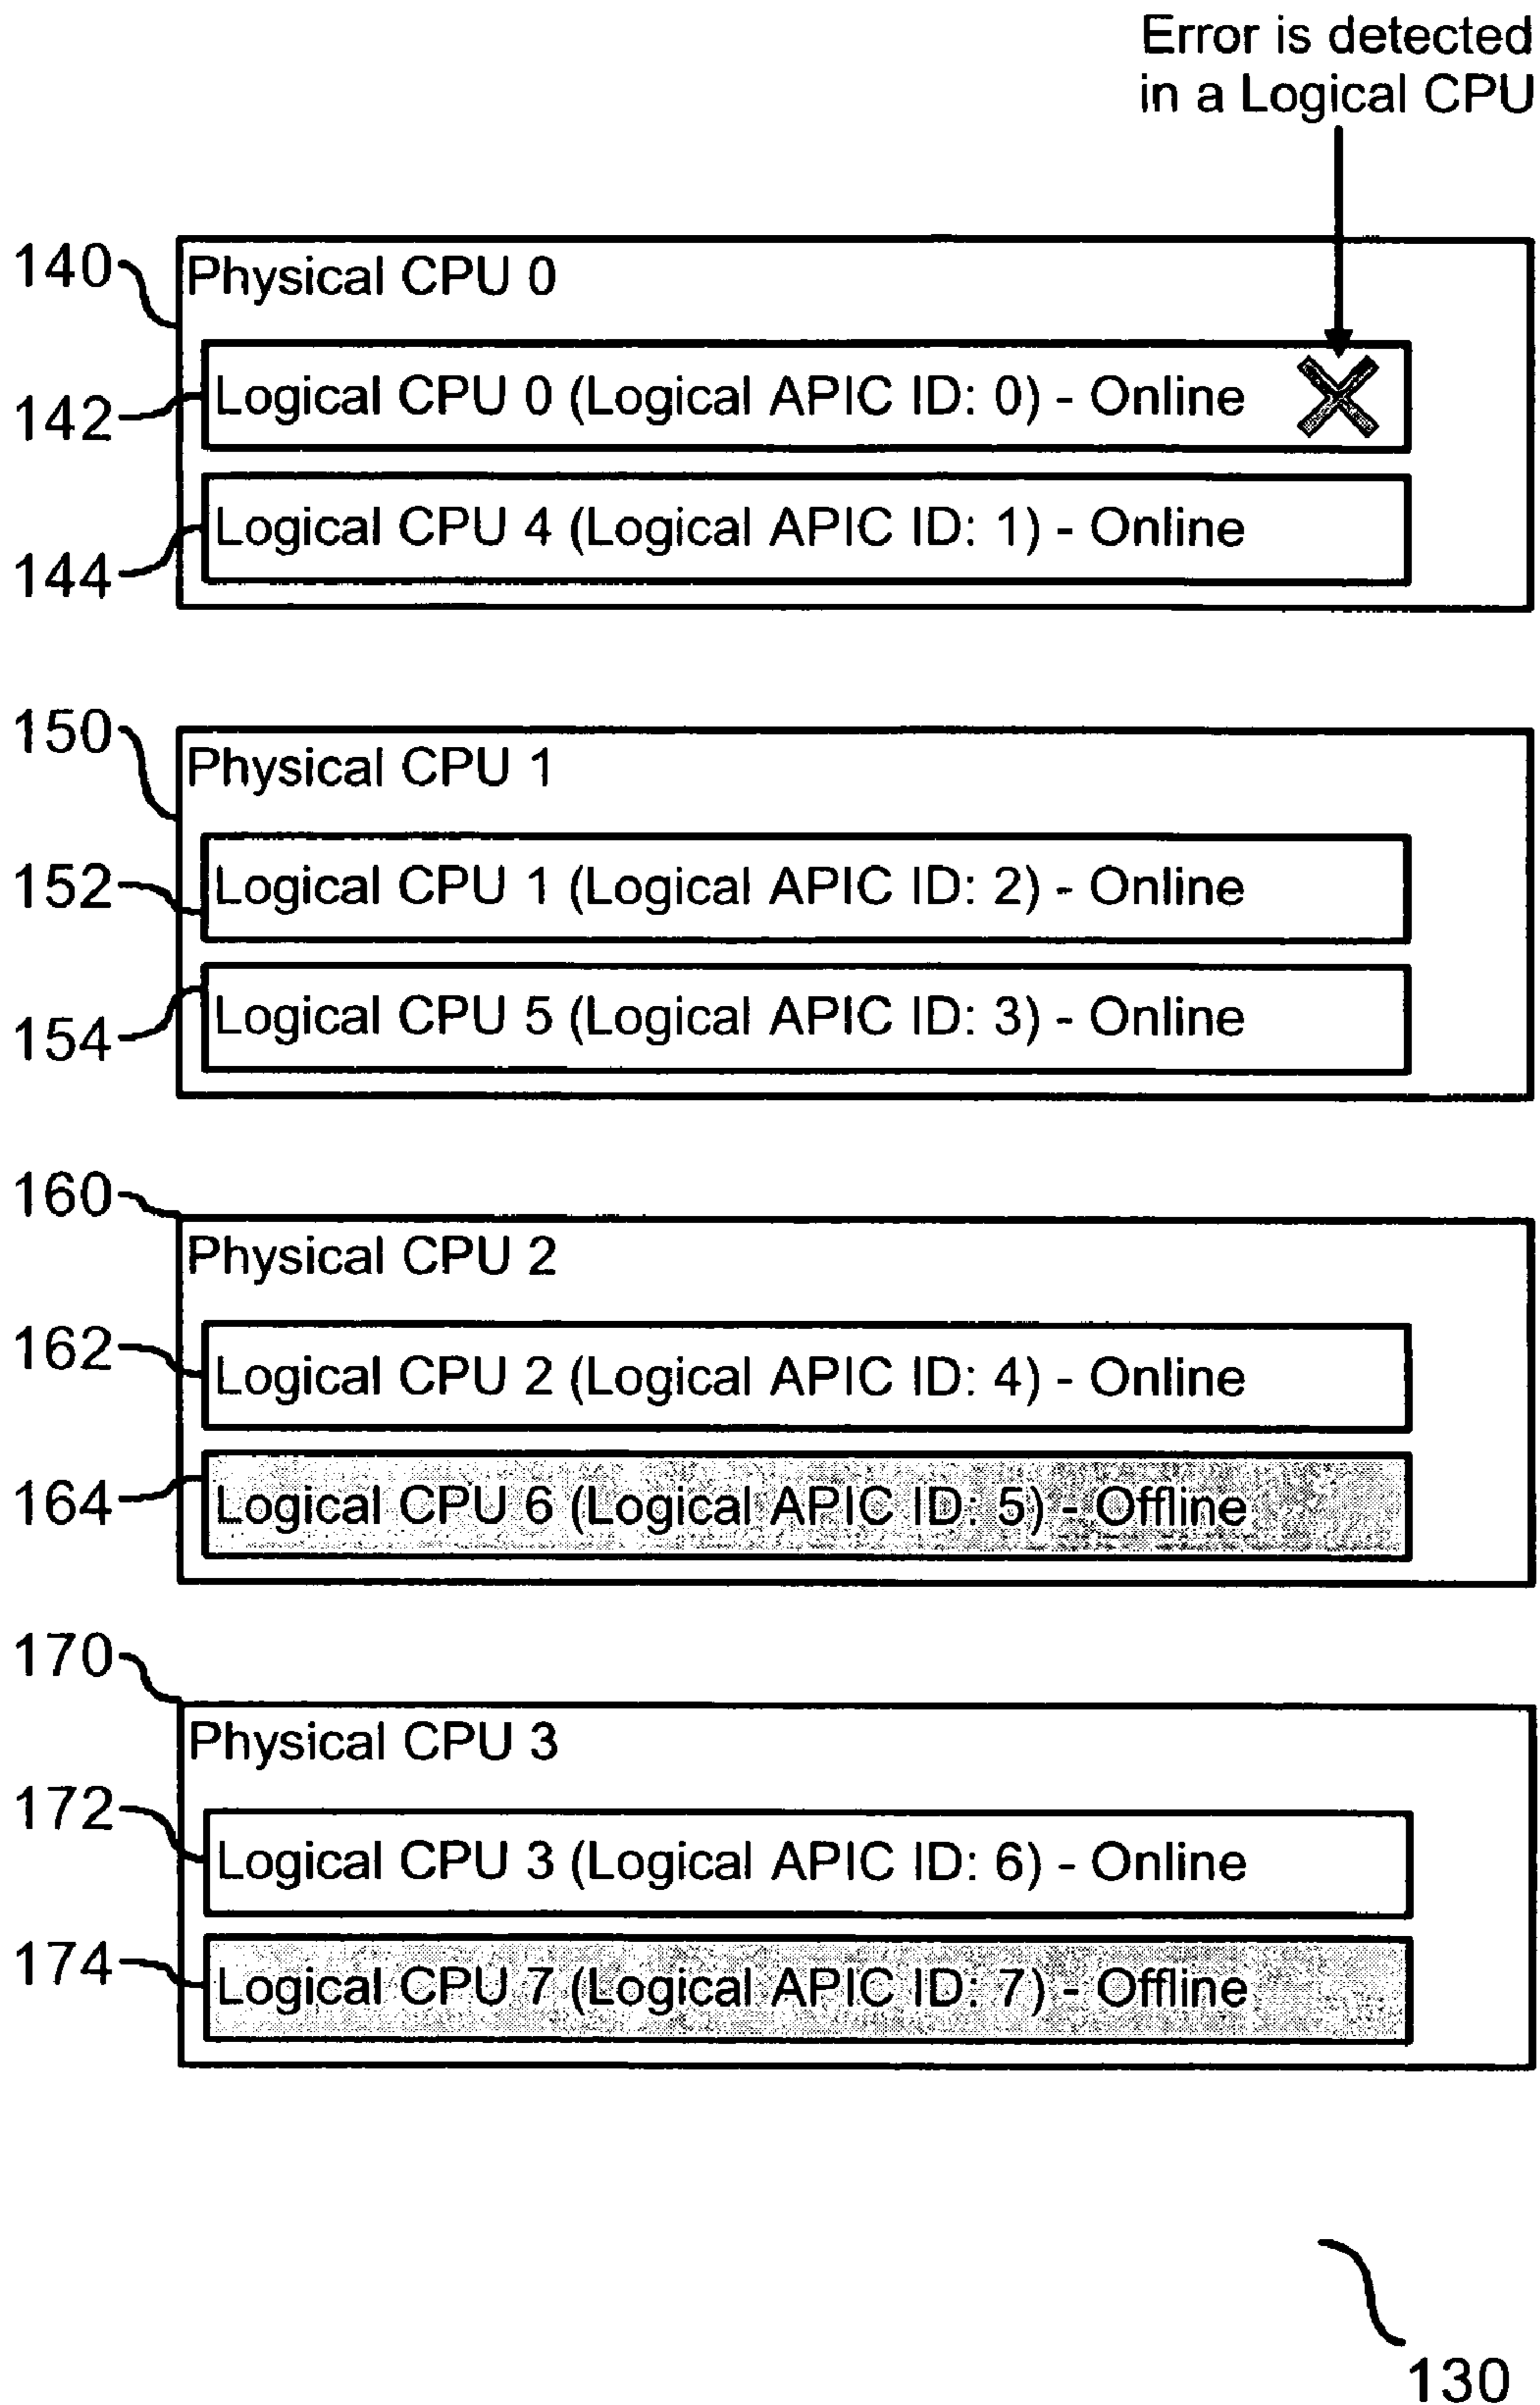 Error is detected
in a Logical CPU
140
Physical CPU 0
142
Logical CPU 0 (Logical APIC ID: 0) - Online
144
Logical CPU 4 (Logical APIC ID: 1) - Online
150
Physical CPU 1
152
Logical CPU 1 (Logical APIC ID: 2) - Online
154
Logical CPU 5 (Logical APIC ID: 3) - Online
160
Physical CPU 2
162
Logical CPU 2 (Logical APIC ID: 4) - Online
164
Logical CPU 6 (Logical APIC ID: 5) - Offline
170
Physical CPU 3
172
Logical CPU 3 (Logical APIC ID: 6) - Online
174
Logical CPU 7 (Logical APIC ID: 7) - Offline
130